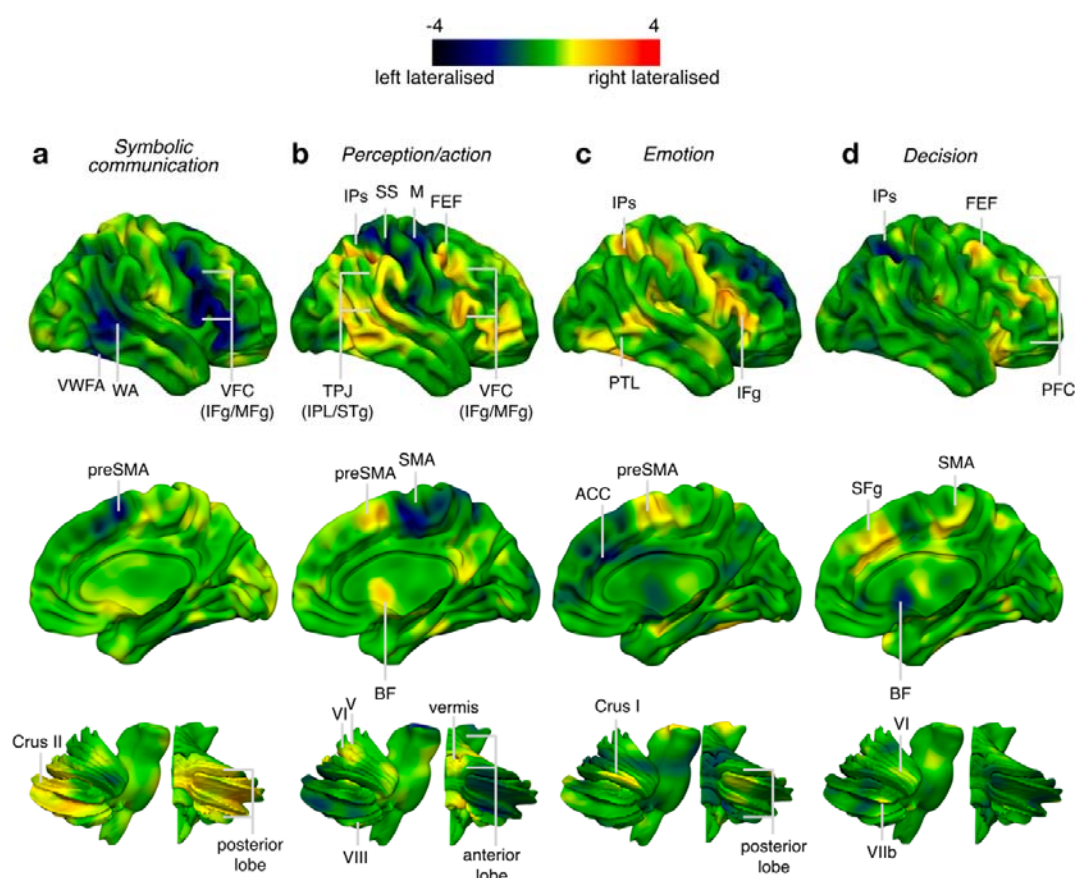 -4 4
left lateralised right lateralised
a Symbolic communication
b Perception/action
c Emotion
d Decision
IPs SS M FEF
IPs
IPs FEF
VWFA WA VFC (IFg/MFg)
TPJ (IPL/STg) VFC (IFg/MFg)
PTL IFg
PFC
preSMA
preSMA SMA
ACC preSMA
SFg SMA
BF
BF
Crus II
posterior lobe
VI V vermis
VIII anterior lobe
Crus I
posterior lobe
VI
VIIb